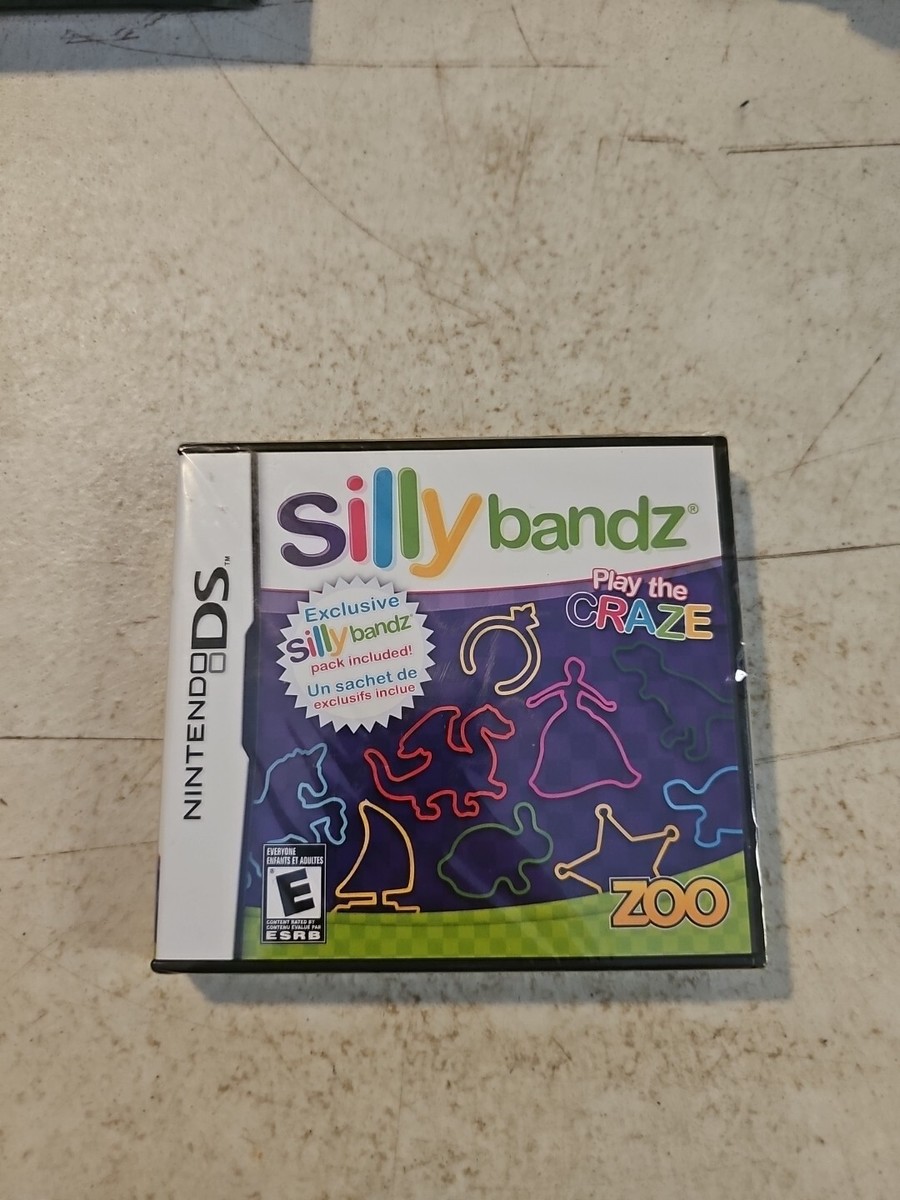 NINTENDO DS™
Silly bandz®
Play the
CRAZE
Exclusive
Silly bandz®
pack included!
Un sachet de
exclusifs inclue
EVERYONE
ENFANTS ET ADULTES
E
CONTENT RATED BY
CONTENU ÉVALUÉ PAR
ESRB
ZOO